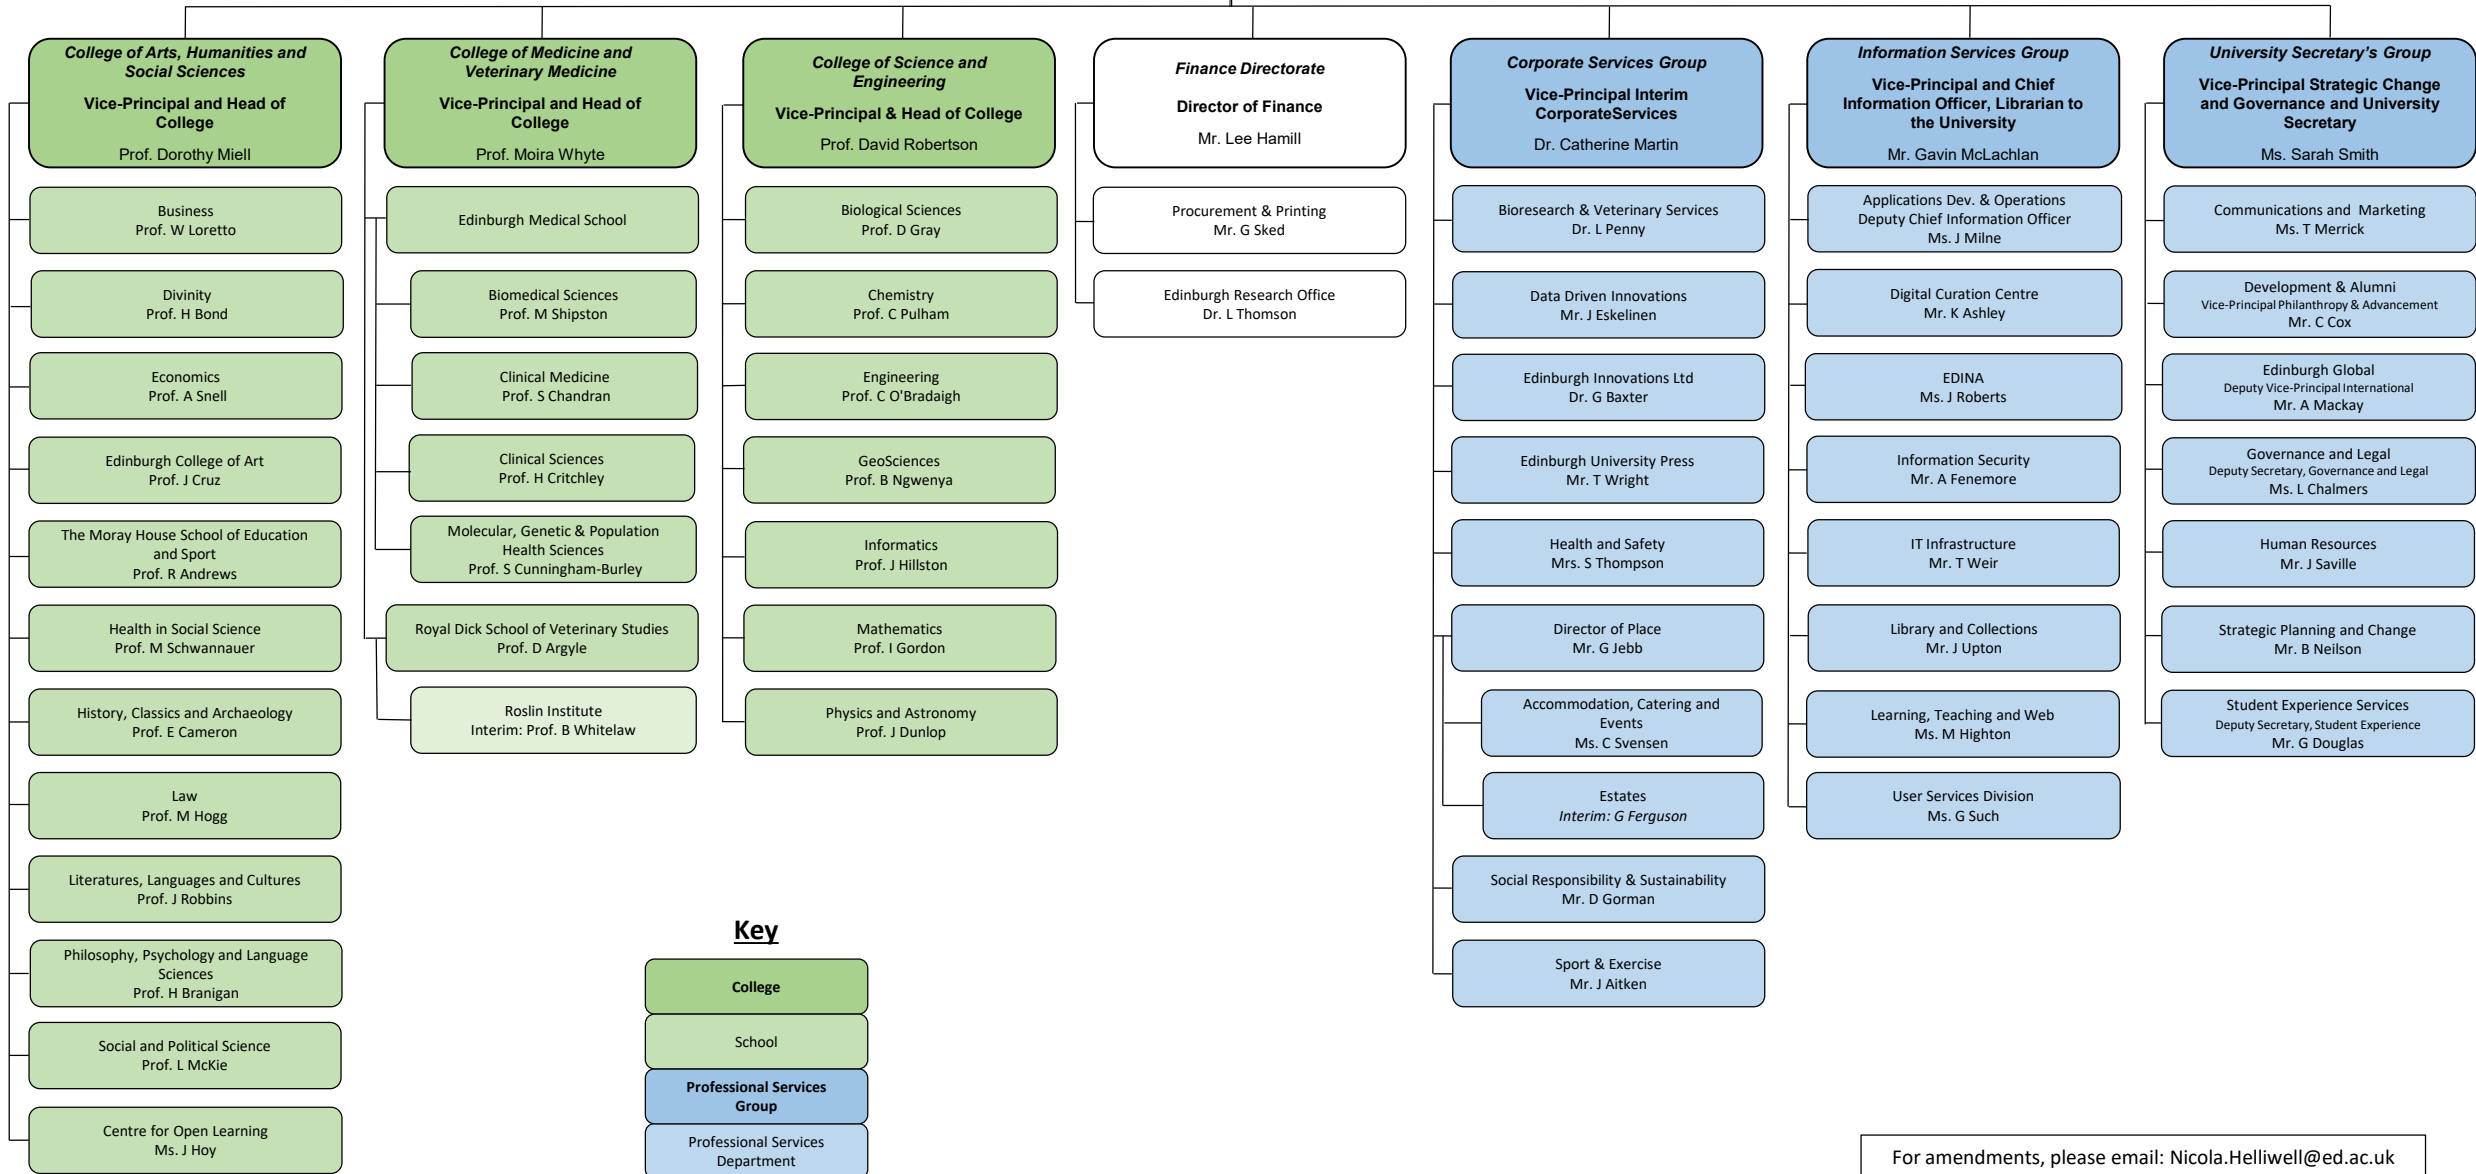 College of Arts, Humanities and
Social Sciences
Vice-Principal and Head of
College
Prof. Dorothy Miell
Business
Prof. W Loretto
Divinity
Prof. H Bond
Economics
Prof. A Snell
Edinburgh College of Art
Prof. J Cruz
The Moray House School of Education
and Sport
Prof. R Andrews
Health in Social Science
Prof. M Schwannauer
History, Classics and Archaeology
Prof. E Cameron
Law
Prof. M Hogg
Literatures, Languages and Cultures
Prof. J Robbins
Philosophy, Psychology and Language
Sciences
Prof. H Branigan
Social and Political Science
Prof. L McKie
Centre for Open Learning
Ms. J Hoy
College of Medicine and
Veterinary Medicine
Vice-Principal and Head of
College
Prof. Moira Whyte
Edinburgh Medical School
Biomedical Sciences
Prof. M Shipston
Clinical Medicine
Prof. S Chandran
Clinical Sciences
Prof. H Critchley
Molecular, Genetic & Population
Health Sciences
Prof. S Cunningham-Burley
Royal Dick School of Veterinary Studies
Prof. D Argyle
Roslin Institute
Interim: Prof. B Whitelaw
College of Science and
Engineering
Vice-Principal & Head of College
Prof. David Robertson
Biological Sciences
Prof. D Gray
Chemistry
Prof. C Pulham
Engineering
Prof. C O'Bradaigh
GeoSciences
Prof. B Ngwenya
Informatics
Prof. J Hillston
Mathematics
Prof. I Gordon
Physics and Astronomy
Prof. J Dunlop
Finance Directorate
Director of Finance
Mr. Lee Hamill
Procurement & Printing
Mr. G Sked
Edinburgh Research Office
Dr. L Thomson
Corporate Services Group
Vice-Principal Interim
CorporateServices
Dr. Catherine Martin
Bioresearch & Veterinary Services
Dr. L Penny
Data Driven Innovations
Mr. J Eskelinen
Edinburgh Innovations Ltd
Dr. G Baxter
Edinburgh University Press
Mr. T Wright
Health and Safety
Mrs. S Thompson
Director of Place
Mr. G Jebb
Accommodation, Catering and
Events
Ms. C Svensen
Estates
Interim: G Ferguson
Social Responsibility & Sustainability
Mr. D Gorman
Sport & Exercise
Mr. J Aitken
Information Services Group
Vice-Principal and Chief
Information Officer, Librarian to
the University
Mr. Gavin McLachlan
Applications Dev. & Operations
Deputy Chief Information Officer
Ms. J Milne
Digital Curation Centre
Mr. K Ashley
EDINA
Ms. J Roberts
Information Security
Mr. A Fenemore
IT Infrastructure
Mr. T Weir
Library and Collections
Mr. J Upton
Learning, Teaching and Web
Ms. M Highton
User Services Division
Ms. G Such
University Secretary's Group
Vice-Principal Strategic Change
and Governance and University
Secretary
Ms. Sarah Smith
Communications and Marketing
Ms. T Merrick
Development & Alumni
Vice-Principal Philanthropy & Advancement
Mr. C Cox
Edinburgh Global
Deputy Vice-Principal International
Mr. A Mackay
Governance and Legal
Deputy Secretary, Governance and Legal
Ms. L Chalmers
Human Resources
Mr. J Saville
Strategic Planning and Change
Mr. B Neilson
Student Experience Services
Deputy Secretary, Student Experience
Mr. G Douglas
Key
College
School
Professional Services
Group
Professional Services
Department
For amendments, please email: Nicola.Helliwell@ed.ac.uk